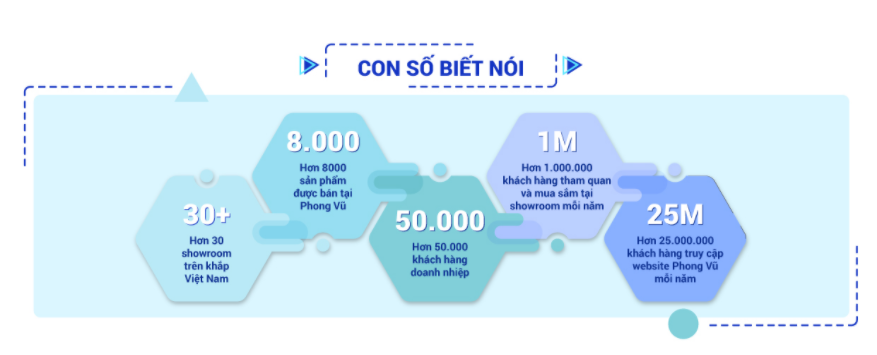 CON SỐ BIẾT NÓI
30+
Hơn 30
showroom
trên khắp
Việt Nam
8.000
Hơn 8000
sản phẩm
được bán tại
Phong Vũ
50.000
Hơn 50.000
khách hàng
doanh nhiệp
1M
Hơn 1.000.000
khách hàng tham quan
và mua sắm tại
showroom mỗi năm
25M
Hơn 25.000.000
khách hàng truy cập
website Phong Vũ
mỗi năm